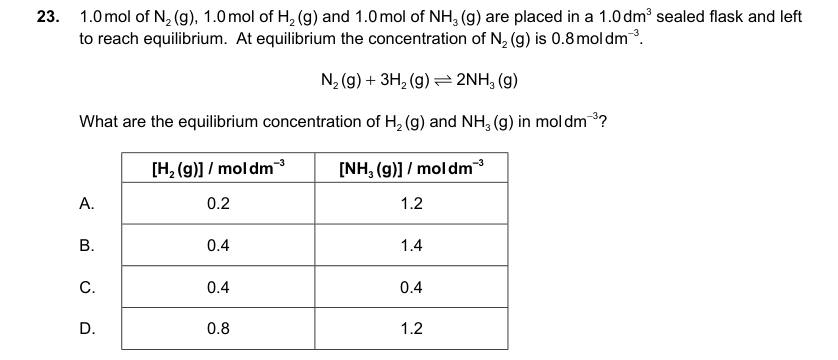 23. 1.0 mol of N₂ (g), 1.0 mol of H₂ (g) and 1.0 mol of NH₃ (g) are placed in a 1.0 dm³ sealed flask and left
to reach equilibrium. At equilibrium the concentration of N₂ (g) is 0.8 mol dm⁻³.
N₂ (g) + 3H₂ (g) ⇌ 2NH₃ (g)
What are the equilibrium concentration of H₂ (g) and NH₃ (g) in mol dm⁻³?
[H₂ (g)] / mol dm⁻³ [NH₃ (g)] / mol dm⁻³
A. 0.2 1.2
B. 0.4 1.4
C. 0.4 0.4
D. 0.8 1.2